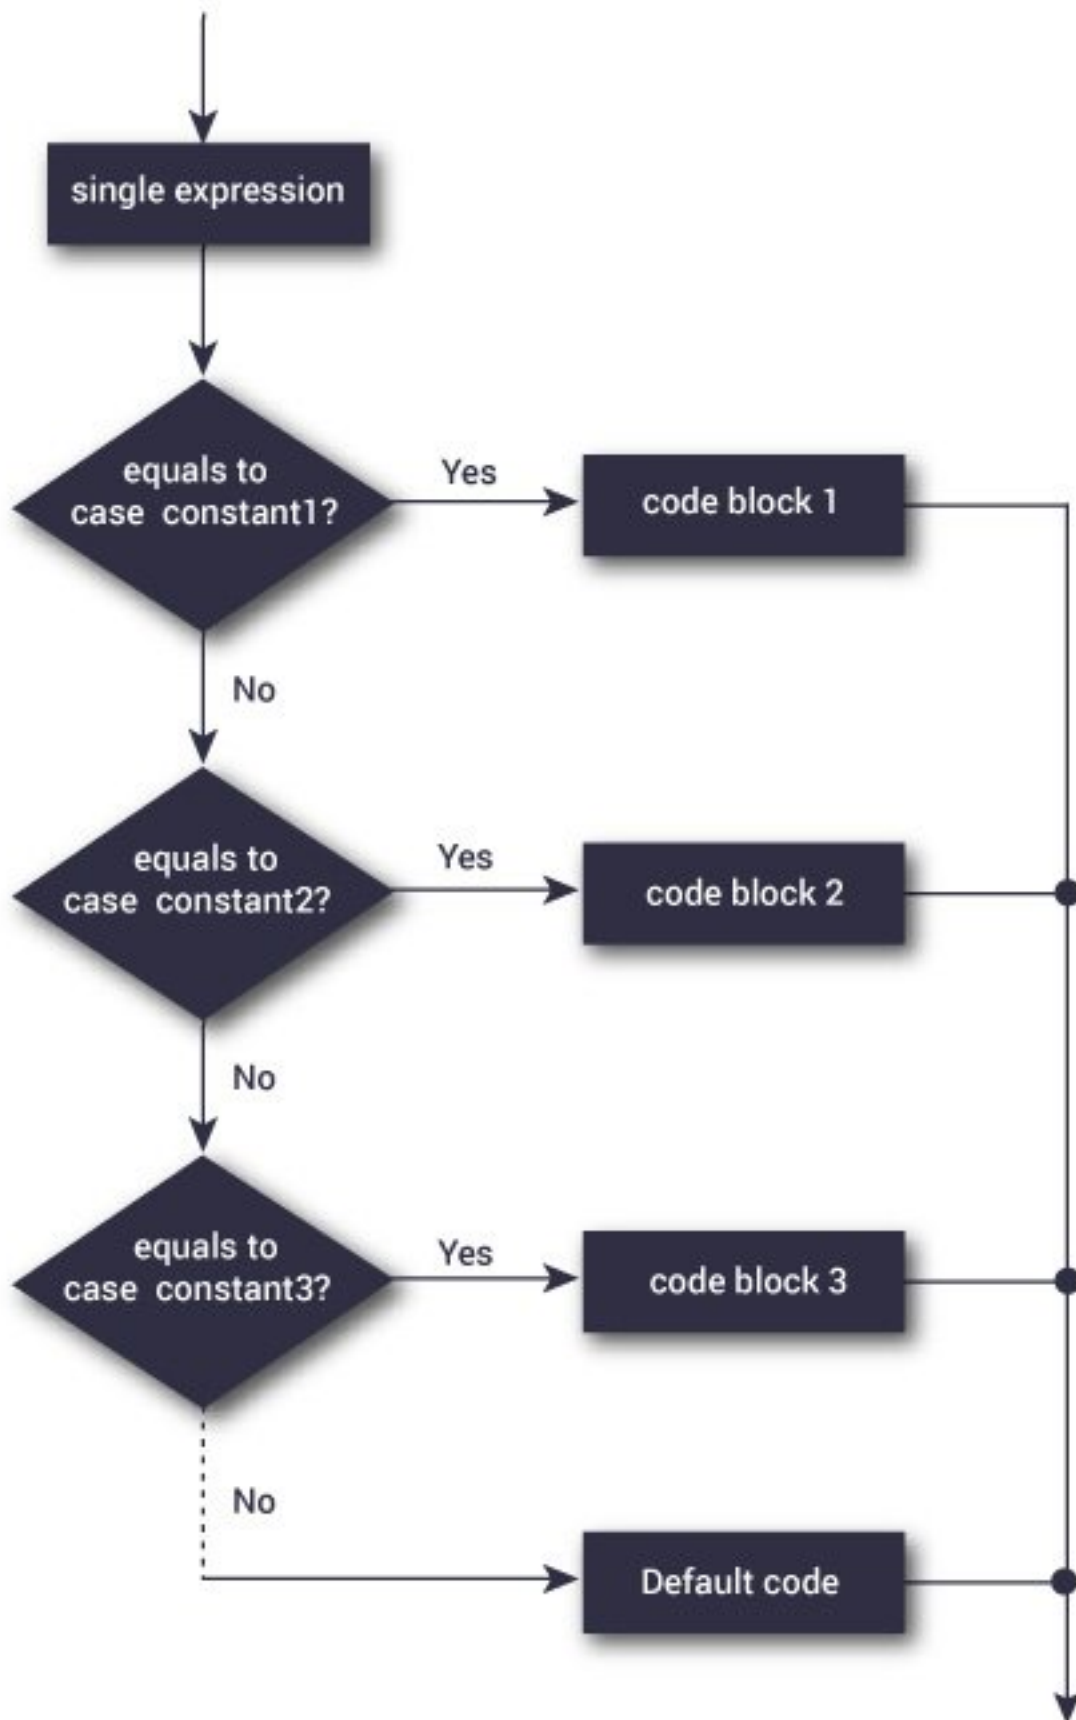 single expression
equals to
case constant1?
Yes
code block 1
No
equals to
case constant2?
Yes
code block 2
No
equals to
case constant3?
Yes
code block 3
No
Default code